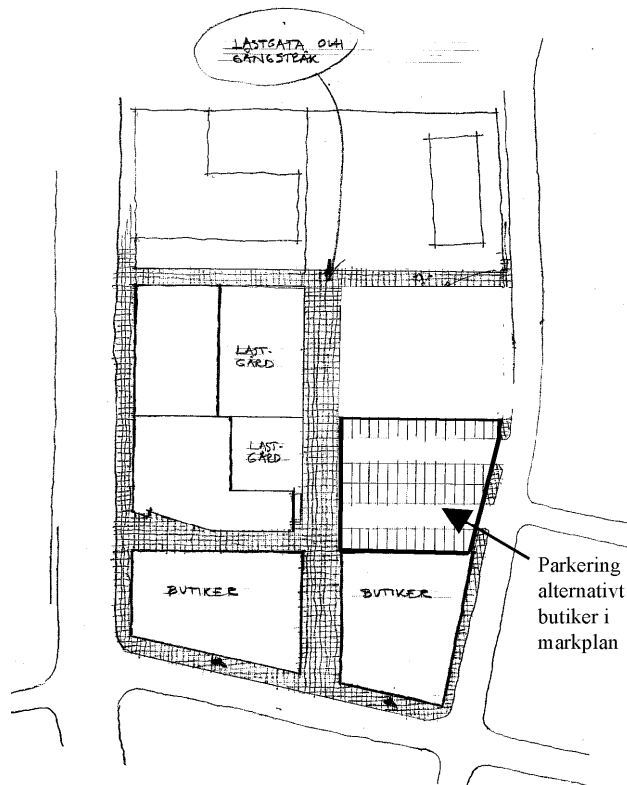 LASTGATA OCH
GÅNGSTRÅK
LAST-
GÅRD
LAST-
GÅRD
BUTIKER
BUTIKER
Parkering
alternativt
butiker i
markplan